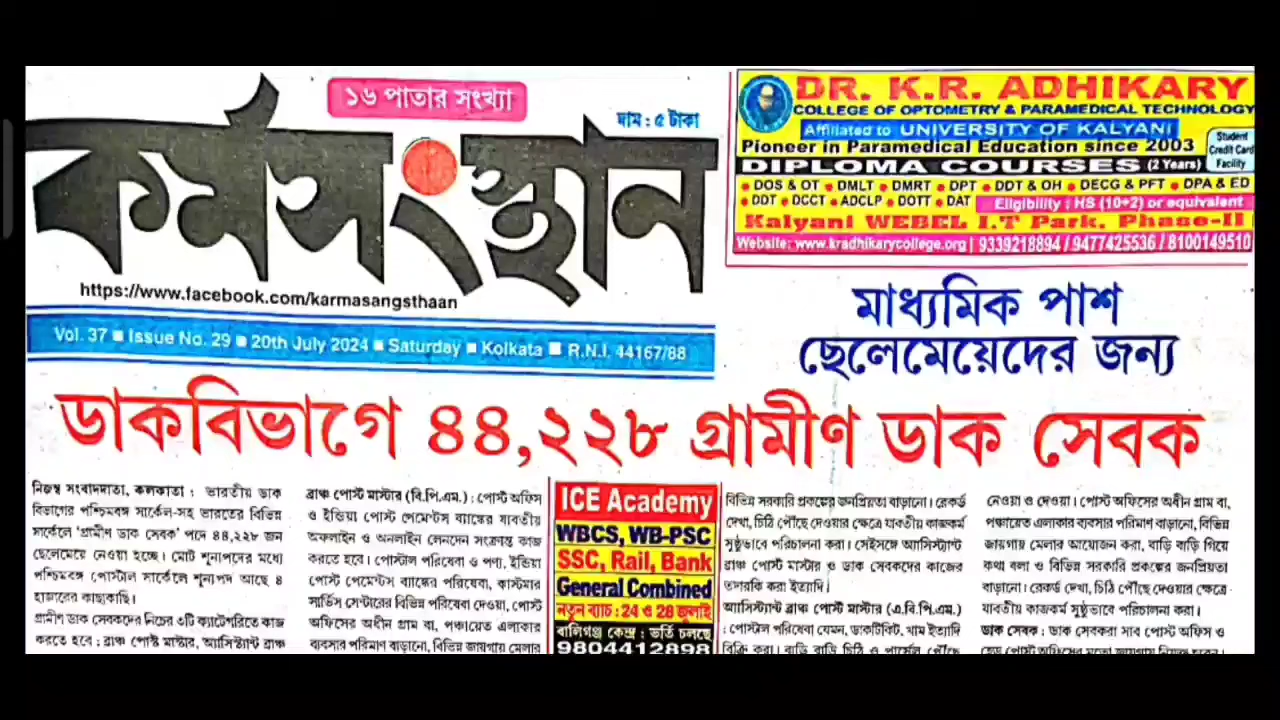 ১৬ পাতার সংখ্যা
দাম : ৫ টাকা
কর্মসংস্থান
https://www.facebook.com/karmasangsthaan
Vol. 37 ■ Issue No. 29 ■ 20th July 2024 ■ Saturday ■ Kolkata ■ R.N.I. 44167/88
DR. K.R. ADHIKARY
COLLEGE OF OPTOMETRY & PARAMEDICAL TECHNOLOGY
Affiliated to UNIVERSITY OF KALYANI
Pioneer in Paramedical Education since 2003
Student
Credit Card
Facility
DIPLOMA COURSES (2 Years)
● DOS & OT ● DMLT ● DMRT ● DPT ● DDT & OH ● DECG & PFT ● DPA & ED
● DDT ● DCCT ● ADCLP ● DOTT ● DAT Eligibility : HS (10+2) or equivalent
Kalyani WEBEL I.T Park, Phase-II
Website: www.kradhikarycollege.org | 9339218894 / 9477425536 / 8100149510
মাধ্যমিক পাশ
ছেলেমেয়েদের জন্য
ডাকবিভাগে ৪৪,২২৮ গ্রামীণ ডাক সেবক
নিজস্ব সংবাদদাতা, কলকাতা : ভারতীয় ডাক
বিভাগের পশ্চিমবঙ্গ সার্কেল-সহ ভারতের বিভিন্ন
সার্কেলে 'গ্রামীণ ডাক সেবক' পদে ৪৪,২২৮ জন
ছেলেমেয়ে নেওয়া হচ্ছে। মোট শূন্যপদের মধ্যে
পশ্চিমবঙ্গ পোস্টাল সার্কেলে শূন্যপদ আছে ৪
হাজারের কাছাকাছি।
গ্রামীণ ডাক সেবকদের নিচের ৩টি ক্যাটেগরিতে কাজ
করতে হবে : ব্রাঞ্চ পোস্ট মাস্টার, অ্যাসিস্ট্যান্ট ব্রাঞ্চ
ব্রাঞ্চ পোস্ট মাস্টার (বি.পি.এম.) : পোস্ট অফিস
ও ইন্ডিয়া পোস্ট পেমেন্টস ব্যাঙ্কের যাবতীয়
অফলাইন ও অনলাইন লেনদেন সংক্রান্ত কাজ
করতে হবে। পোস্টাল পরিষেবা ও পণ্য, ইন্ডিয়া
পোস্ট পেমেন্টস ব্যাঙ্কের পরিষেবা, কাস্টমার
সার্ভিস সেন্টারের বিভিন্ন পরিষেবা দেওয়া, পোস্ট
অফিসের অধীন গ্রাম বা, পঞ্চায়েত এলাকার
ব্যবসার পরিমাণ বাড়ানো, বিভিন্ন জায়গায় মেলার
ICE Academy
WBCS, WB-PSC
SSC, Rail, Bank
General Combined
নতুন ব্যাচ : 24 ও 28 জুলাই
বালিগঞ্জ কেন্দ্র : ভর্তি চলছে
9804412898
বিভিন্ন সরকারি প্রকল্পের জনপ্রিয়তা বাড়ানো। রেকর্ড
দেখা, চিঠি পৌঁছে দেওয়ার ক্ষেত্রে যাবতীয় কাজকর্ম
সুষ্ঠুভাবে পরিচালনা করা। সেইসঙ্গে অ্যাসিস্ট্যান্ট
ব্রাঞ্চ পোস্ট মাস্টার ও ডাক সেবকদের কাজের
তদারকি করা ইত্যাদি।
অ্যাসিস্ট্যান্ট ব্রাঞ্চ পোস্ট মাস্টার (এ.বি.পি.এম.)
: পোস্টাল পরিষেবা যেমন, ডাকটিকিট, খাম ইত্যাদি
বিক্রি করা। বাড়ি বাড়ি চিঠি ও পার্সেল পৌঁছে
নেওয়া ও দেওয়া। পোস্ট অফিসের অধীন গ্রাম বা,
পঞ্চায়েত এলাকার ব্যবসার পরিমাণ বাড়ানো, বিভিন্ন
জায়গায় মেলার আয়োজন করা, বাড়ি বাড়ি গিয়ে
কথা বলা ও বিভিন্ন সরকারি প্রকল্পের জনপ্রিয়তা
বাড়ানো। রেকর্ড দেখা, চিঠি পৌঁছে দেওয়ার ক্ষেত্রে
যাবতীয় কাজকর্ম সুষ্ঠুভাবে পরিচালনা করা।
ডাক সেবক : ডাক সেবকরা সাব পোস্ট অফিস ও
হেড পোস্ট অফিসের মতো জায়গায় নিযুক্ত হবেন।